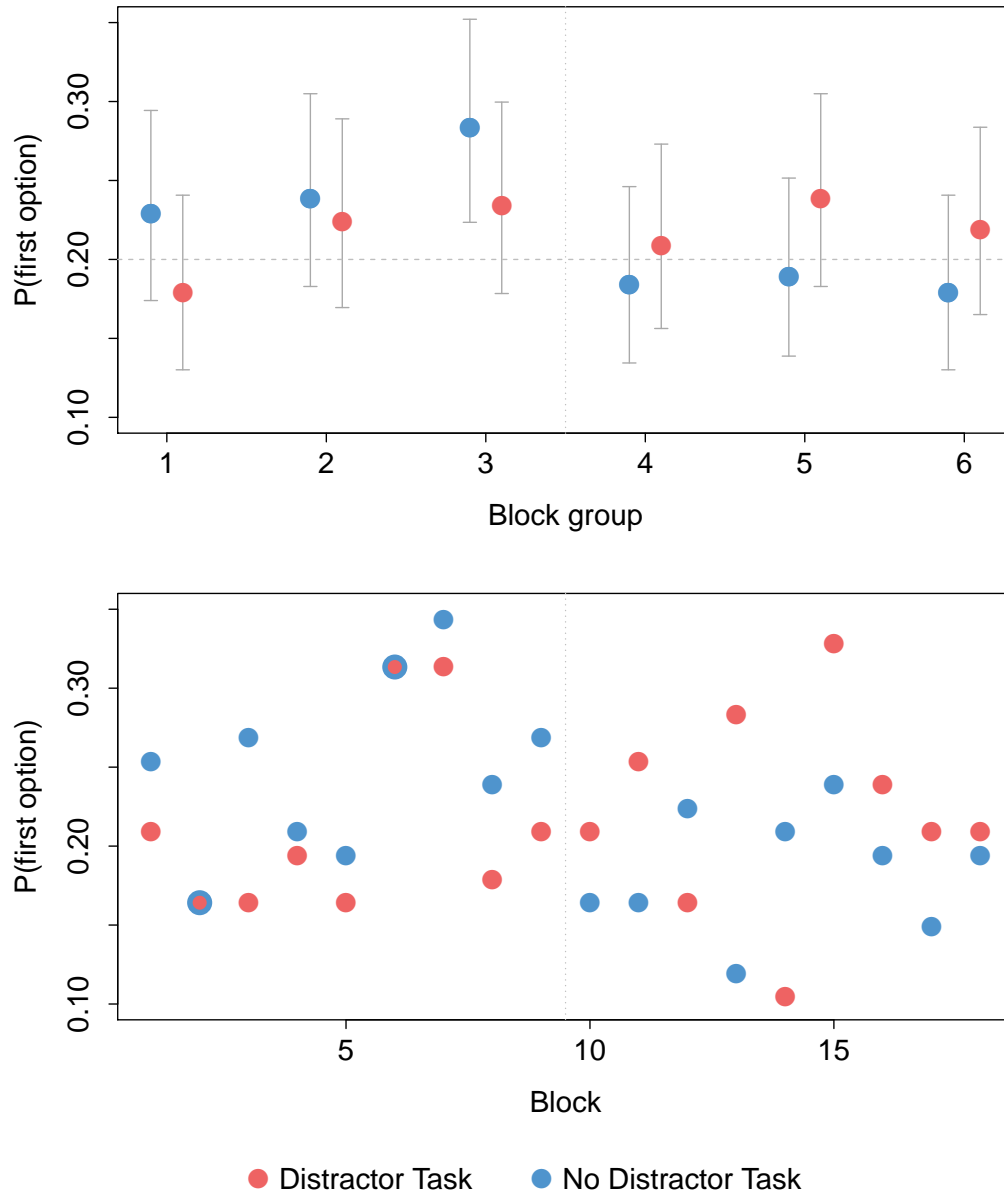 P(first option)
0.30
0.20
0.10
1 2 3 4 5 6
Block group
P(first option)
0.30
0.20
0.10
5 10 15
Block
Distractor Task No Distractor Task